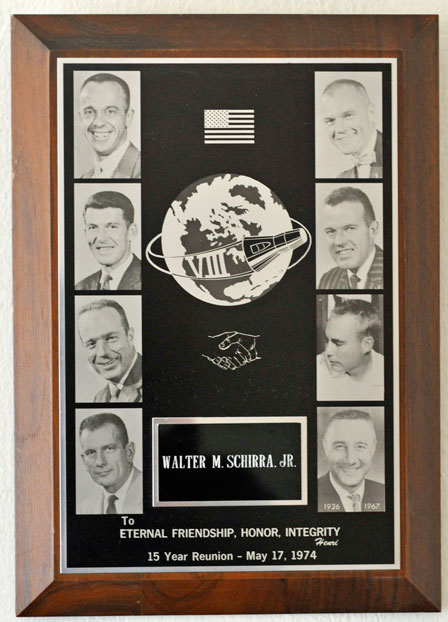 VIII
WALTER M. SCHIRRA, JR.
1926 1967
To
ETERNAL FRIENDSHIP, HONOR, INTEGRITY
Henri
15 Year Reunion - May 17, 1974